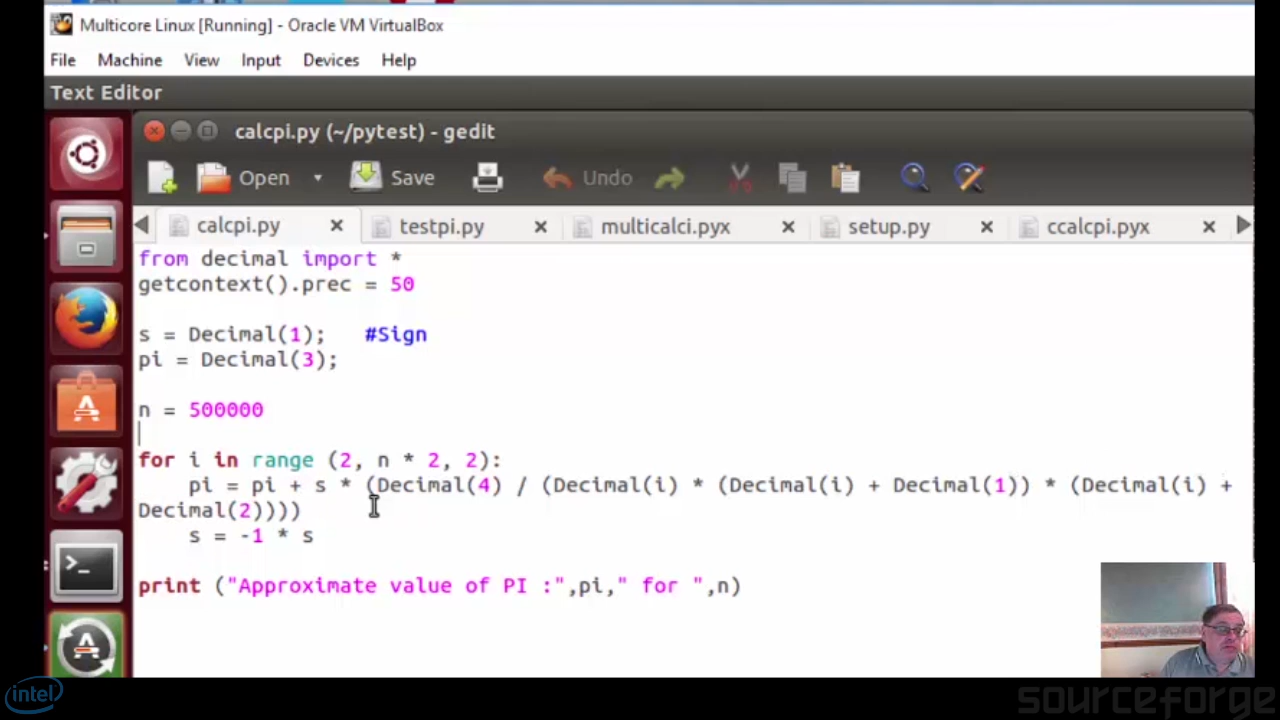 Multicore Linux [Running] - Oracle VM VirtualBox
File Machine View Input Devices Help
Text Editor
calcpi.py (~/pytest) - gedit
Open Save Undo
calcpi.py testpi.py multicalci.pyx setup.py ccalcpi.pyx
from decimal import *
getcontext().prec = 50
s = Decimal(1);   #Sign
pi = Decimal(3);
n = 500000
for i in range (2, n * 2, 2):
    pi = pi + s * (Decimal(4) / (Decimal(i) * (Decimal(i) + Decimal(1)) * (Decimal(i) +
Decimal(2))))
    s = -1 * s
print ("Approximate value of PI :",pi," for ",n)
intel
sourceforge